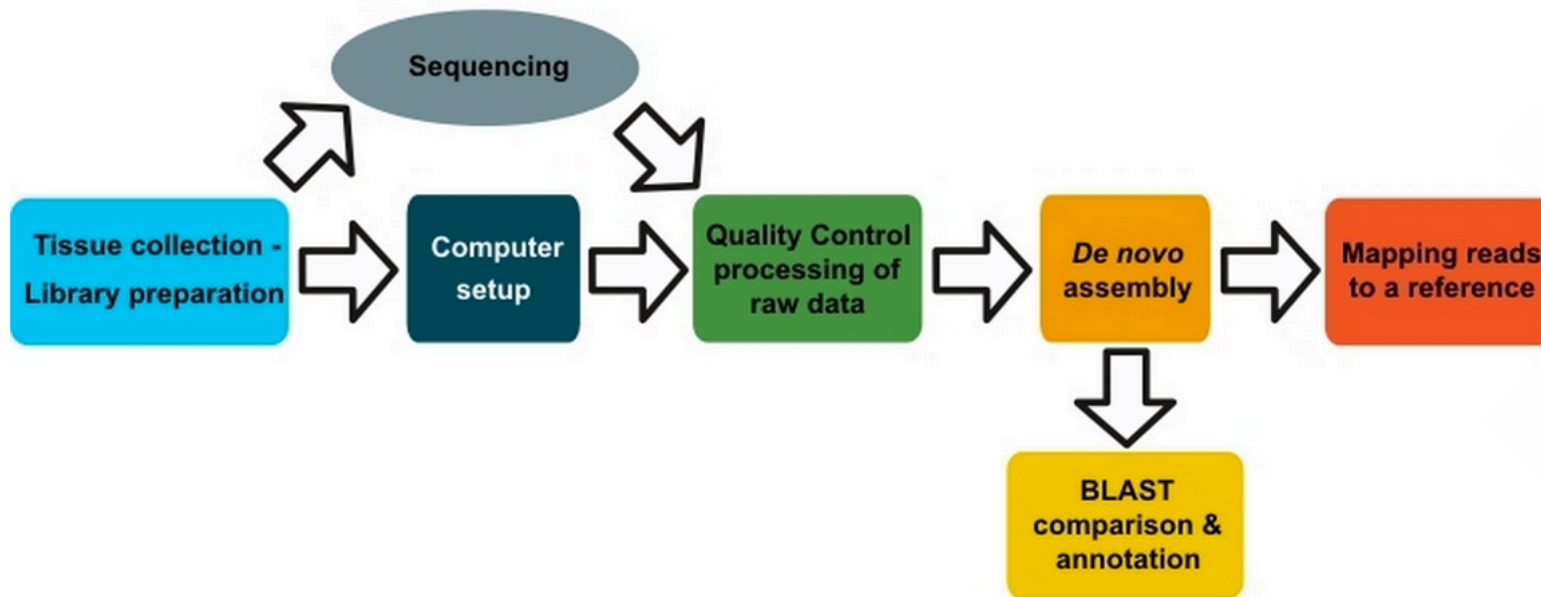 Sequencing
Tissue collection -
Library preparation
Computer
setup
Quality Control
processing of
raw data
De novo
assembly
Mapping reads
to a reference
BLAST
comparison &
annotation